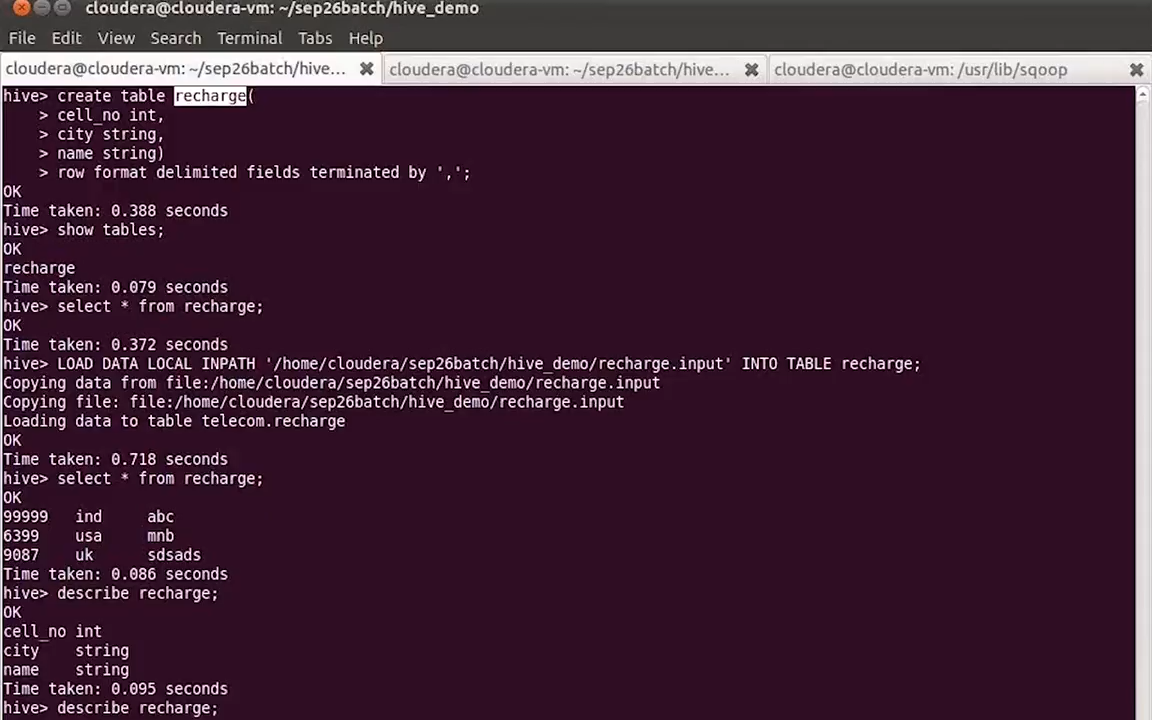 cloudera@cloudera-vm: ~/sep26batch/hive_demo
File Edit View Search Terminal Tabs Help
cloudera@cloudera-vm: ~/sep26batch/hive... cloudera@cloudera-vm: ~/sep26batch/hive... cloudera@cloudera-vm: /usr/lib/sqoop
hive> create table recharge(
    > cell_no int,
    > city string,
    > name string)
    > row format delimited fields terminated by ',';
OK
Time taken: 0.388 seconds
hive> show tables;
OK
recharge
Time taken: 0.079 seconds
hive> select * from recharge;
OK
Time taken: 0.372 seconds
hive> LOAD DATA LOCAL INPATH '/home/cloudera/sep26batch/hive_demo/recharge.input' INTO TABLE recharge;
Copying data from file:/home/cloudera/sep26batch/hive_demo/recharge.input
Copying file: file:/home/cloudera/sep26batch/hive_demo/recharge.input
Loading data to table telecom.recharge
OK
Time taken: 0.718 seconds
hive> select * from recharge;
OK
99999   ind     abc
6399    usa     mnb
9087    uk      sdsads
Time taken: 0.086 seconds
hive> describe recharge;
OK
cell_no int
city    string
name    string
Time taken: 0.095 seconds
hive> describe recharge;